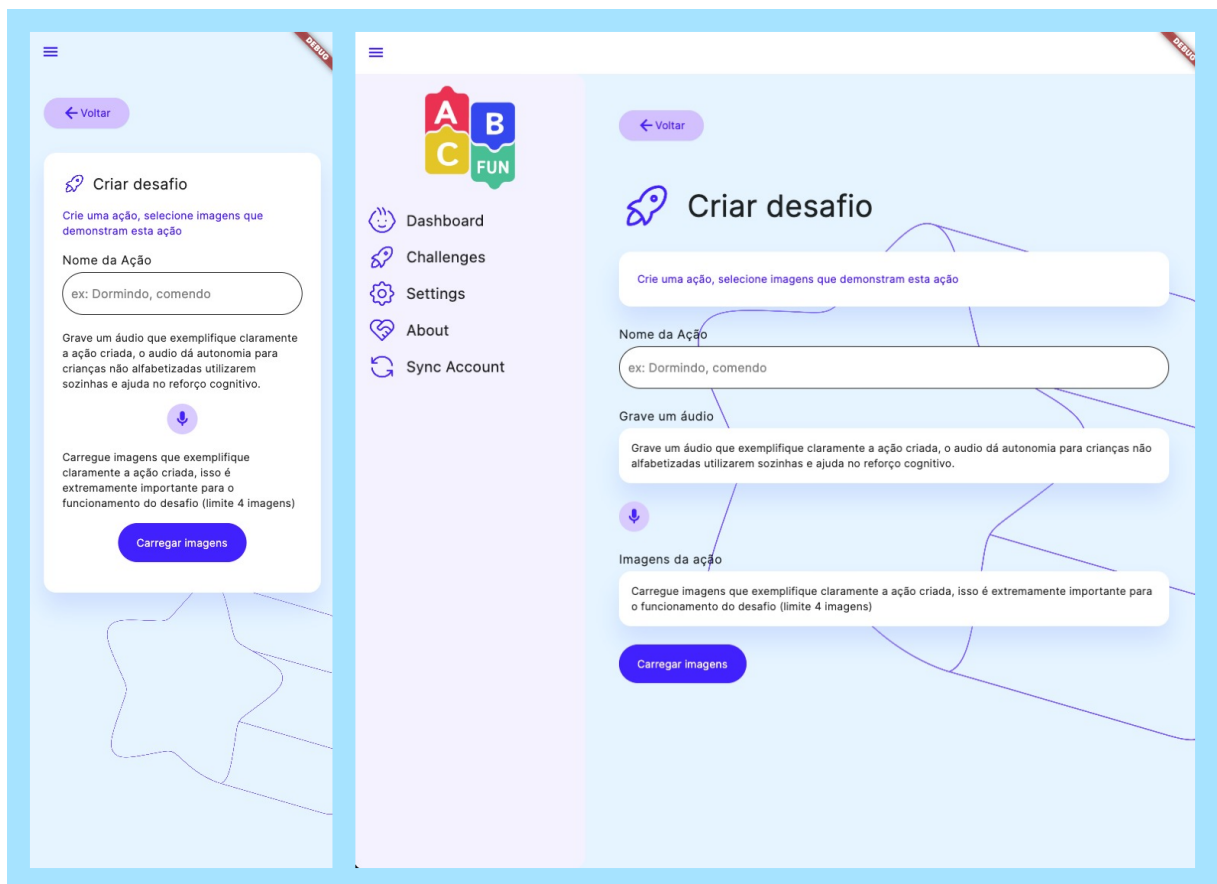 DEBUG
Voltar
Criar desafio
Crie uma ação, selecione imagens que
demonstram esta ação
Nome da Ação
ex: Dormindo, comendo
Grave um áudio que exemplifique claramente
a ação criada, o audio dá autonomia para
crianças não alfabetizadas utilizarem
sozinhas e ajuda no reforço cognitivo.
Carregue imagens que exemplifique
claramente a ação criada, isso é
extremamente importante para o
funcionamento do desafio (limite 4 imagens)
Carregar imagens
DEBUG
A
B
C
FUN
Dashboard
Challenges
Settings
About
Sync Account
Voltar
Criar desafio
Crie uma ação, selecione imagens que demonstram esta ação
Nome da Ação
ex: Dormindo, comendo
Grave um áudio
Grave um áudio que exemplifique claramente a ação criada, o audio dá autonomia para crianças não
alfabetizadas utilizarem sozinhas e ajuda no reforço cognitivo.
Imagens da ação
Carregue imagens que exemplifique claramente a ação criada, isso é extremamente importante para
o funcionamento do desafio (limite 4 imagens)
Carregar imagens